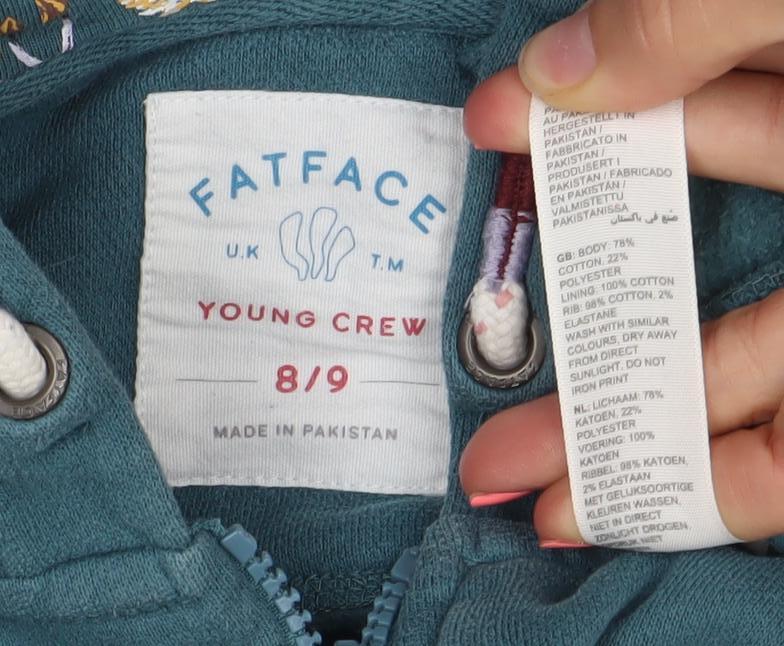 FATFACE
U.K T.M
YOUNG CREW
8/9
MADE IN PAKISTAN
HERGESTELLT IN
PAKISTAN /
FABBRICATO IN
PAKISTAN /
PRODUSERT I
PAKISTAN / FABRICADO
EN PAKISTÁN /
VALMISTETTU
PAKISTANISSA
صنع في باكستان
GB: BODY: 78%
COTTON, 22%
POLYESTER
LINING: 100% COTTON
RIB: 98% COTTON, 2%
ELASTANE
WASH WITH SIMILAR
COLOURS, DRY AWAY
FROM DIRECT
SUNLIGHT, DO NOT
IRON PRINT
NL: LICHAAM: 78%
KATOEN, 22%
POLYESTER
VOERING: 100%
KATOEN
RIBBEL: 98% KATOEN,
2% ELASTAAN
MET GELIJKSOORTIGE
KLEUREN WASSEN,
NIET IN DIRECT
ZONLICHT DROGEN,